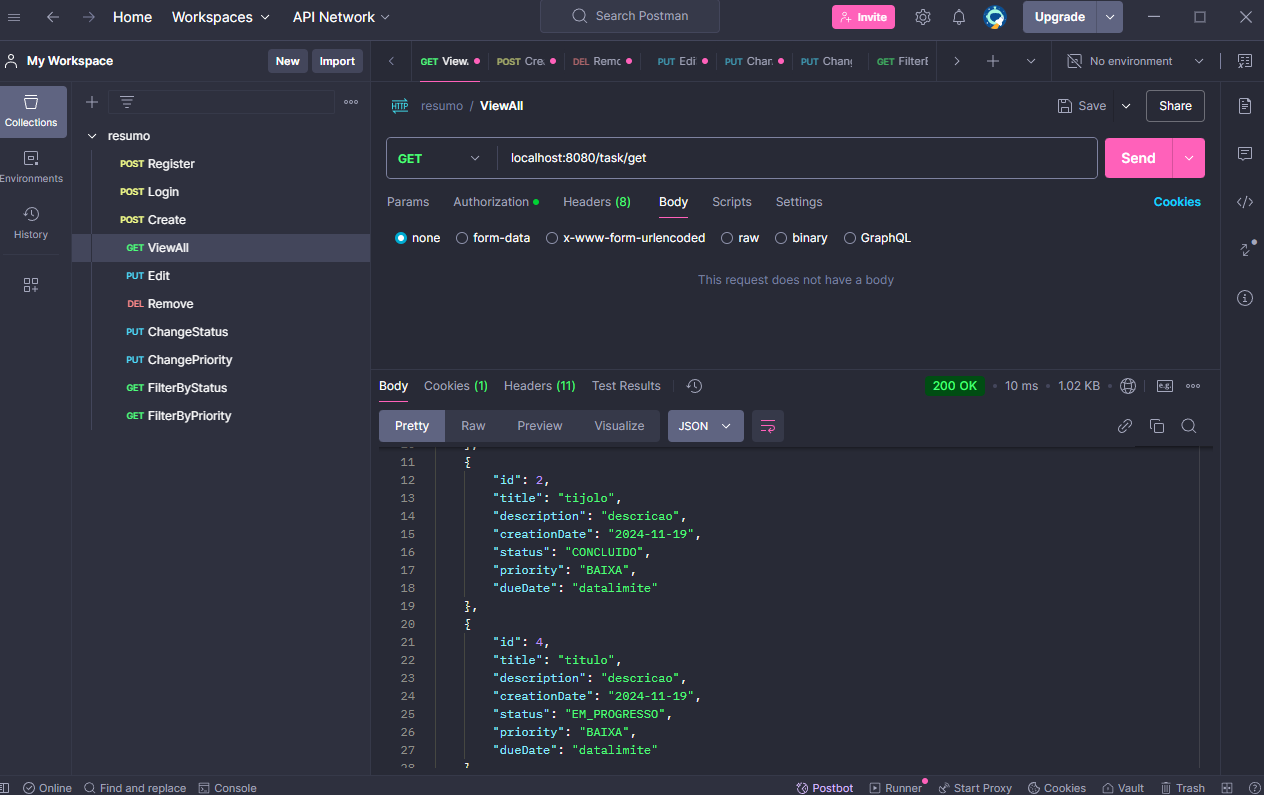 Home Workspaces API Network Search Postman Invite Upgrade
My Workspace New Import GET View. POST Cre. DEL Remo PUT Edi PUT Char. PUT Chang GET FilterE No environment
Collections
Environments
History
resumo
POST Register
POST Login
POST Create
GET ViewAll
PUT Edit
DEL Remove
PUT ChangeStatus
PUT ChangePriority
GET FilterByStatus
GET FilterByPriority
HTTP resumo / ViewAll Save Share
GET localhost:8080/task/get Send
Params Authorization Headers (8) Body Scripts Settings Cookies
none form-data x-www-form-urlencoded raw binary GraphQL
This request does not have a body
Body Cookies (1) Headers (11) Test Results 200 OK 10 ms 1.02 KB e.g.
Pretty Raw Preview Visualize JSON
11 {
12 "id": 2,
13 "title": "tijolo",
14 "description": "descricao",
15 "creationDate": "2024-11-19",
16 "status": "CONCLUIDO",
17 "priority": "BAIXA",
18 "dueDate": "datalimite"
19 },
20 {
21 "id": 4,
22 "title": "titulo",
23 "description": "descricao",
24 "creationDate": "2024-11-19",
25 "status": "EM_PROGRESSO",
26 "priority": "BAIXA",
27 "dueDate": "datalimite"
Online Find and replace Console Postbot Runner Start Proxy Cookies Vault Trash